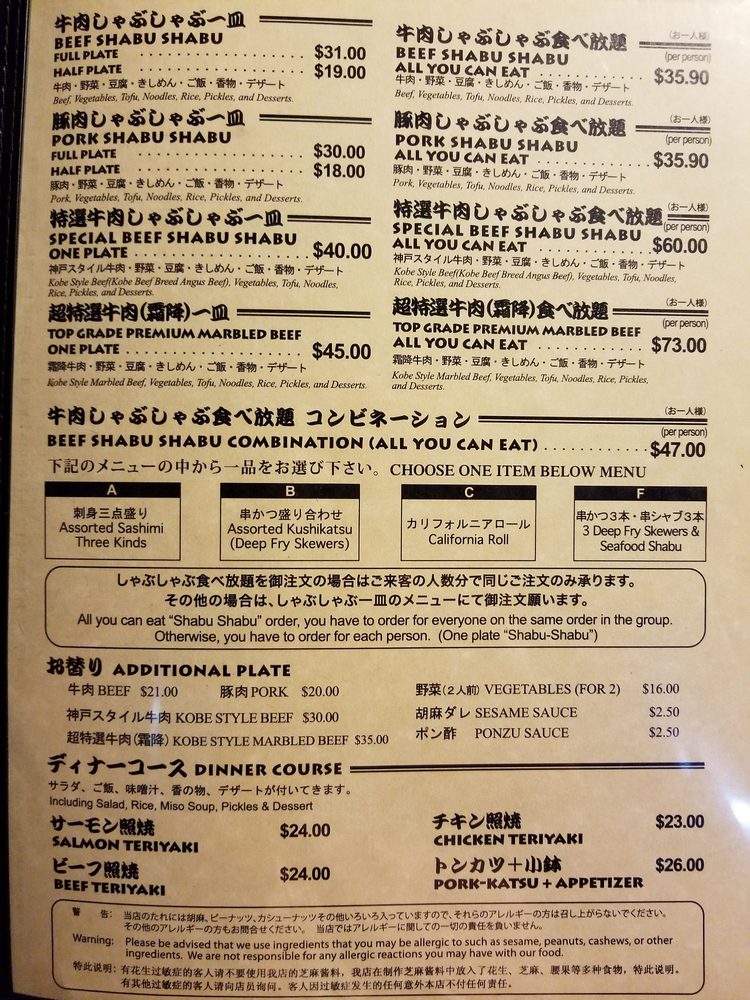 牛肉しゃぶしゃぶ一皿
BEEF SHABU SHABU
FULL PLATE . . . . . . . . . . . . . . . . . $31.00
HALF PLATE . . . . . . . . . . . . . . . . . $19.00
牛肉・野菜・豆腐・きしめん・ご飯・香物・デザート
Beef, Vegetables, Tofu, Noodles, Rice, Pickles, and Desserts.
豚肉しゃぶしゃぶ一皿
PORK SHABU SHABU
FULL PLATE . . . . . . . . . . . . . . . . . $30.00
HALF PLATE . . . . . . . . . . . . . . . . . $18.00
豚肉・野菜・豆腐・きしめん・ご飯・香物・デザート
Pork, Vegetables, Tofu, Noodles, Rice, Pickles, and Desserts.
特選牛肉しゃぶしゃぶ一皿
SPECIAL BEEF SHABU SHABU
ONE PLATE . . . . . . . . . . . . . . . . . $40.00
神戸スタイル牛肉・野菜・豆腐・きしめん・ご飯・香物・デザート
Kobe Style Beef(Kobe Beef Breed Angus Beef), Vegetables, Tofu, Noodles,
Rice, Pickles, and Desserts.
超特選牛肉(霜降)一皿
TOP GRADE PREMIUM MARBLED BEEF
ONE PLATE . . . . . . . . . . . . . . . . . $45.00
霜降牛肉・野菜・豆腐・きしめん・ご飯・香物・デザート
Kobe Style Marbled Beef, Vegetables, Tofu, Noodles, Rice, Pickles, and Desserts.
牛肉しゃぶしゃぶ食べ放題 (お一人様)
BEEF SHABU SHABU (per person)
ALL YOU CAN EAT . . . . . . . . . . . . $35.90
牛肉・野菜・豆腐・きしめん・ご飯・香物・デザート
Beef, Vegetables, Tofu, Noodles, Rice, Pickles, and Desserts.
豚肉しゃぶしゃぶ食べ放題 (お一人様)
PORK SHABU SHABU (per person)
ALL YOU CAN EAT . . . . . . . . . . . . $35.90
豚肉・野菜・豆腐・きしめん・ご飯・香物・デザート
Pork, Vegetables, Tofu, Noodles, Rice, Pickles, and Desserts.
特選牛肉しゃぶしゃぶ食べ放題 (お一人様)
SPECIAL BEEF SHABU SHABU (per person)
ALL YOU CAN EAT . . . . . . . . . . . . $60.00
神戸スタイル牛肉・野菜・豆腐・きしめん・ご飯・香物・デザート
Kobe Style Beef(Kobe Beef Breed Angus Beef), Vegetables, Tofu, Noodles,
Rice, Pickles, and Desserts.
超特選牛肉(霜降)食べ放題 (お一人様)
TOP GRADE PREMIUM MARBLED BEEF (per person)
ALL YOU CAN EAT . . . . . . . . . . . . $73.00
霜降牛肉・野菜・豆腐・きしめん・ご飯・香物・デザート
Kobe Style Marbled Beef, Vegetables, Tofu, Noodles, Rice, Pickles,
and Desserts.
牛肉しゃぶしゃぶ食べ放題 コンビネーション (お一人様)
BEEF SHABU SHABU COMBINATION (ALL YOU CAN EAT) . . . . . . . . . . . . (per person) $47.00
下記のメニューの中から一品をお選び下さい。CHOOSE ONE ITEM BELOW MENU
A
刺身三点盛り
Assorted Sashimi
Three Kinds
B
串かつ盛り合わせ
Assorted Kushikatsu
(Deep Fry Skewers)
C
カリフォルニアロール
California Roll
F
串かつ3本・串シャブ3本
3 Deep Fry Skewers &
Seafood Shabu
しゃぶしゃぶ食べ放題を御注文の場合はご来客の人数分で同じご注文のみ承ります。
その他の場合は、しゃぶしゃぶ一皿のメニューにて御注文願います。
All you can eat “Shabu Shabu” order, you have to order for everyone on the same order in the group.
Otherwise, you have to order for each person. (One plate “Shabu-Shabu”)
お替り ADDITIONAL PLATE
牛肉 BEEF $21.00 豚肉 PORK $20.00
神戸スタイル牛肉 KOBE STYLE BEEF $30.00
超特選牛肉(霜降) KOBE STYLE MARBLED BEEF $35.00
野菜(2人前) VEGETABLES (FOR 2) $16.00
胡麻ダレ SESAME SAUCE $2.50
ポン酢 PONZU SAUCE $2.50
ディナーコース DINNER COURSE
サラダ、ご飯、味噌汁、香の物、デザートが付いてきます。
Including Salad, Rice, Miso Soup, Pickles & Dessert
サーモン照焼 $24.00
SALMON TERIYAKI
ビーフ照焼 $24.00
BEEF TERIYAKI
チキン照焼 $23.00
CHICKEN TERIYAKI
トンカツ＋小鉢 $26.00
PORK-KATSU + APPETIZER
警 告: 当店のたれには胡麻、ピーナッツ、カシューナッツその他いろいろ入っていますので、それらのアレルギーの方は召し上がらないでください。
その他のアレルギーの方もお問合せください。 当店ではアレルギーに関しての一切の責任を負いません。
Warning: Please be advised that we use ingredients that you may be allergic to such as sesame, peanuts, cashews, or other
ingredients. We are not responsible for any allergic reactions you may have with our food.
特此说明: 有花生过敏症的客人请不要使用我店的芝麻酱料，我店在制作芝麻酱料中放入了花生、芝麻、腰果等多种食物，特此说明。
有其他过敏症的客人请向店员询问。客人因过敏症发生的任何意外本店不付任何责任。